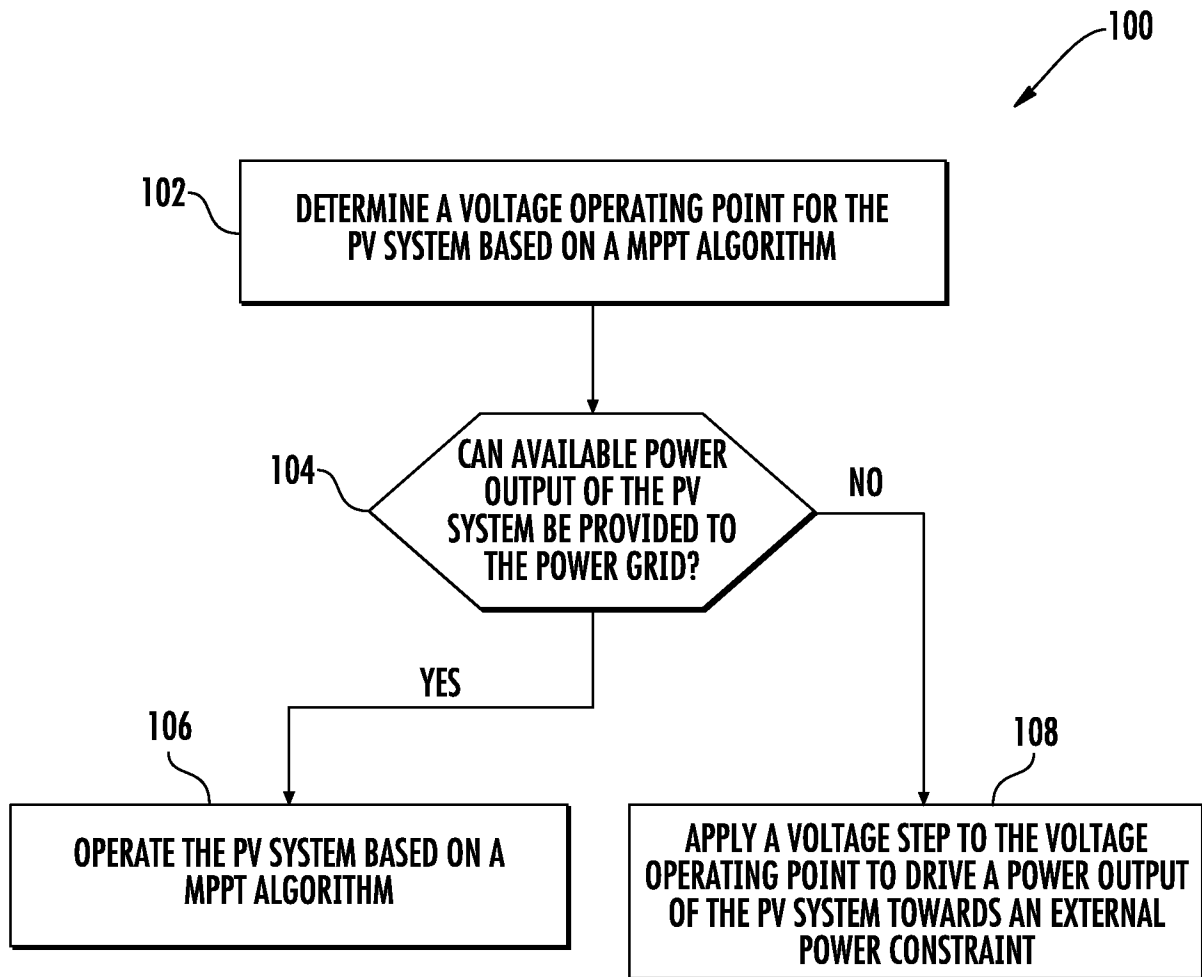 100
102
DETERMINE A VOLTAGE OPERATING POINT FOR THE
PV SYSTEM BASED ON A MPPT ALGORITHM
104
CAN AVAILABLE POWER
OUTPUT OF THE PV
SYSTEM BE PROVIDED TO
THE POWER GRID?
NO
YES
106
OPERATE THE PV SYSTEM BASED ON A
MPPT ALGORITHM
108
APPLY A VOLTAGE STEP TO THE VOLTAGE
OPERATING POINT TO DRIVE A POWER OUTPUT
OF THE PV SYSTEM TOWARDS AN EXTERNAL
POWER CONSTRAINT